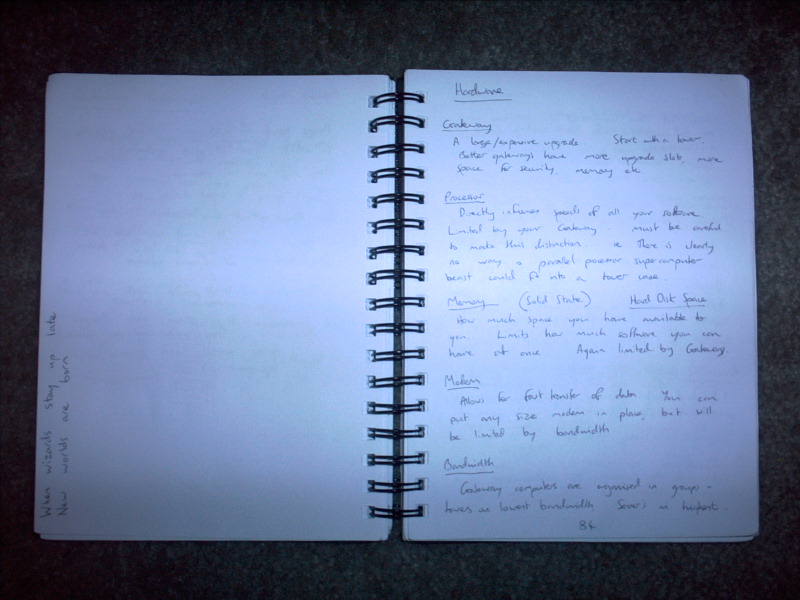 When wizards stay up late
New worlds are born
Hardware
Gateway
A large/expensive upgrade Start with a tower.
Better gateways have more upgrade slots, more
space for security, memory etc
Processor
Directly influences speeds of all your software
Limited by your Gateway. must be careful
to make this distinction. ie There is clearly
no way a parallel processor supercomputer
beast could fit into a tower case.
Memory (Solid State) Hard Disk Space
How much space you have available to
you Limits how much software you can
have at once Again limited by Gateway.
Modem
Allows for fast transfer of data. You can
put any size modem in place, but will
be limited by bandwidth
Bandwidth
Gateway computers are organised in groups -
towers on lowest bandwidth Servers in highest.
84